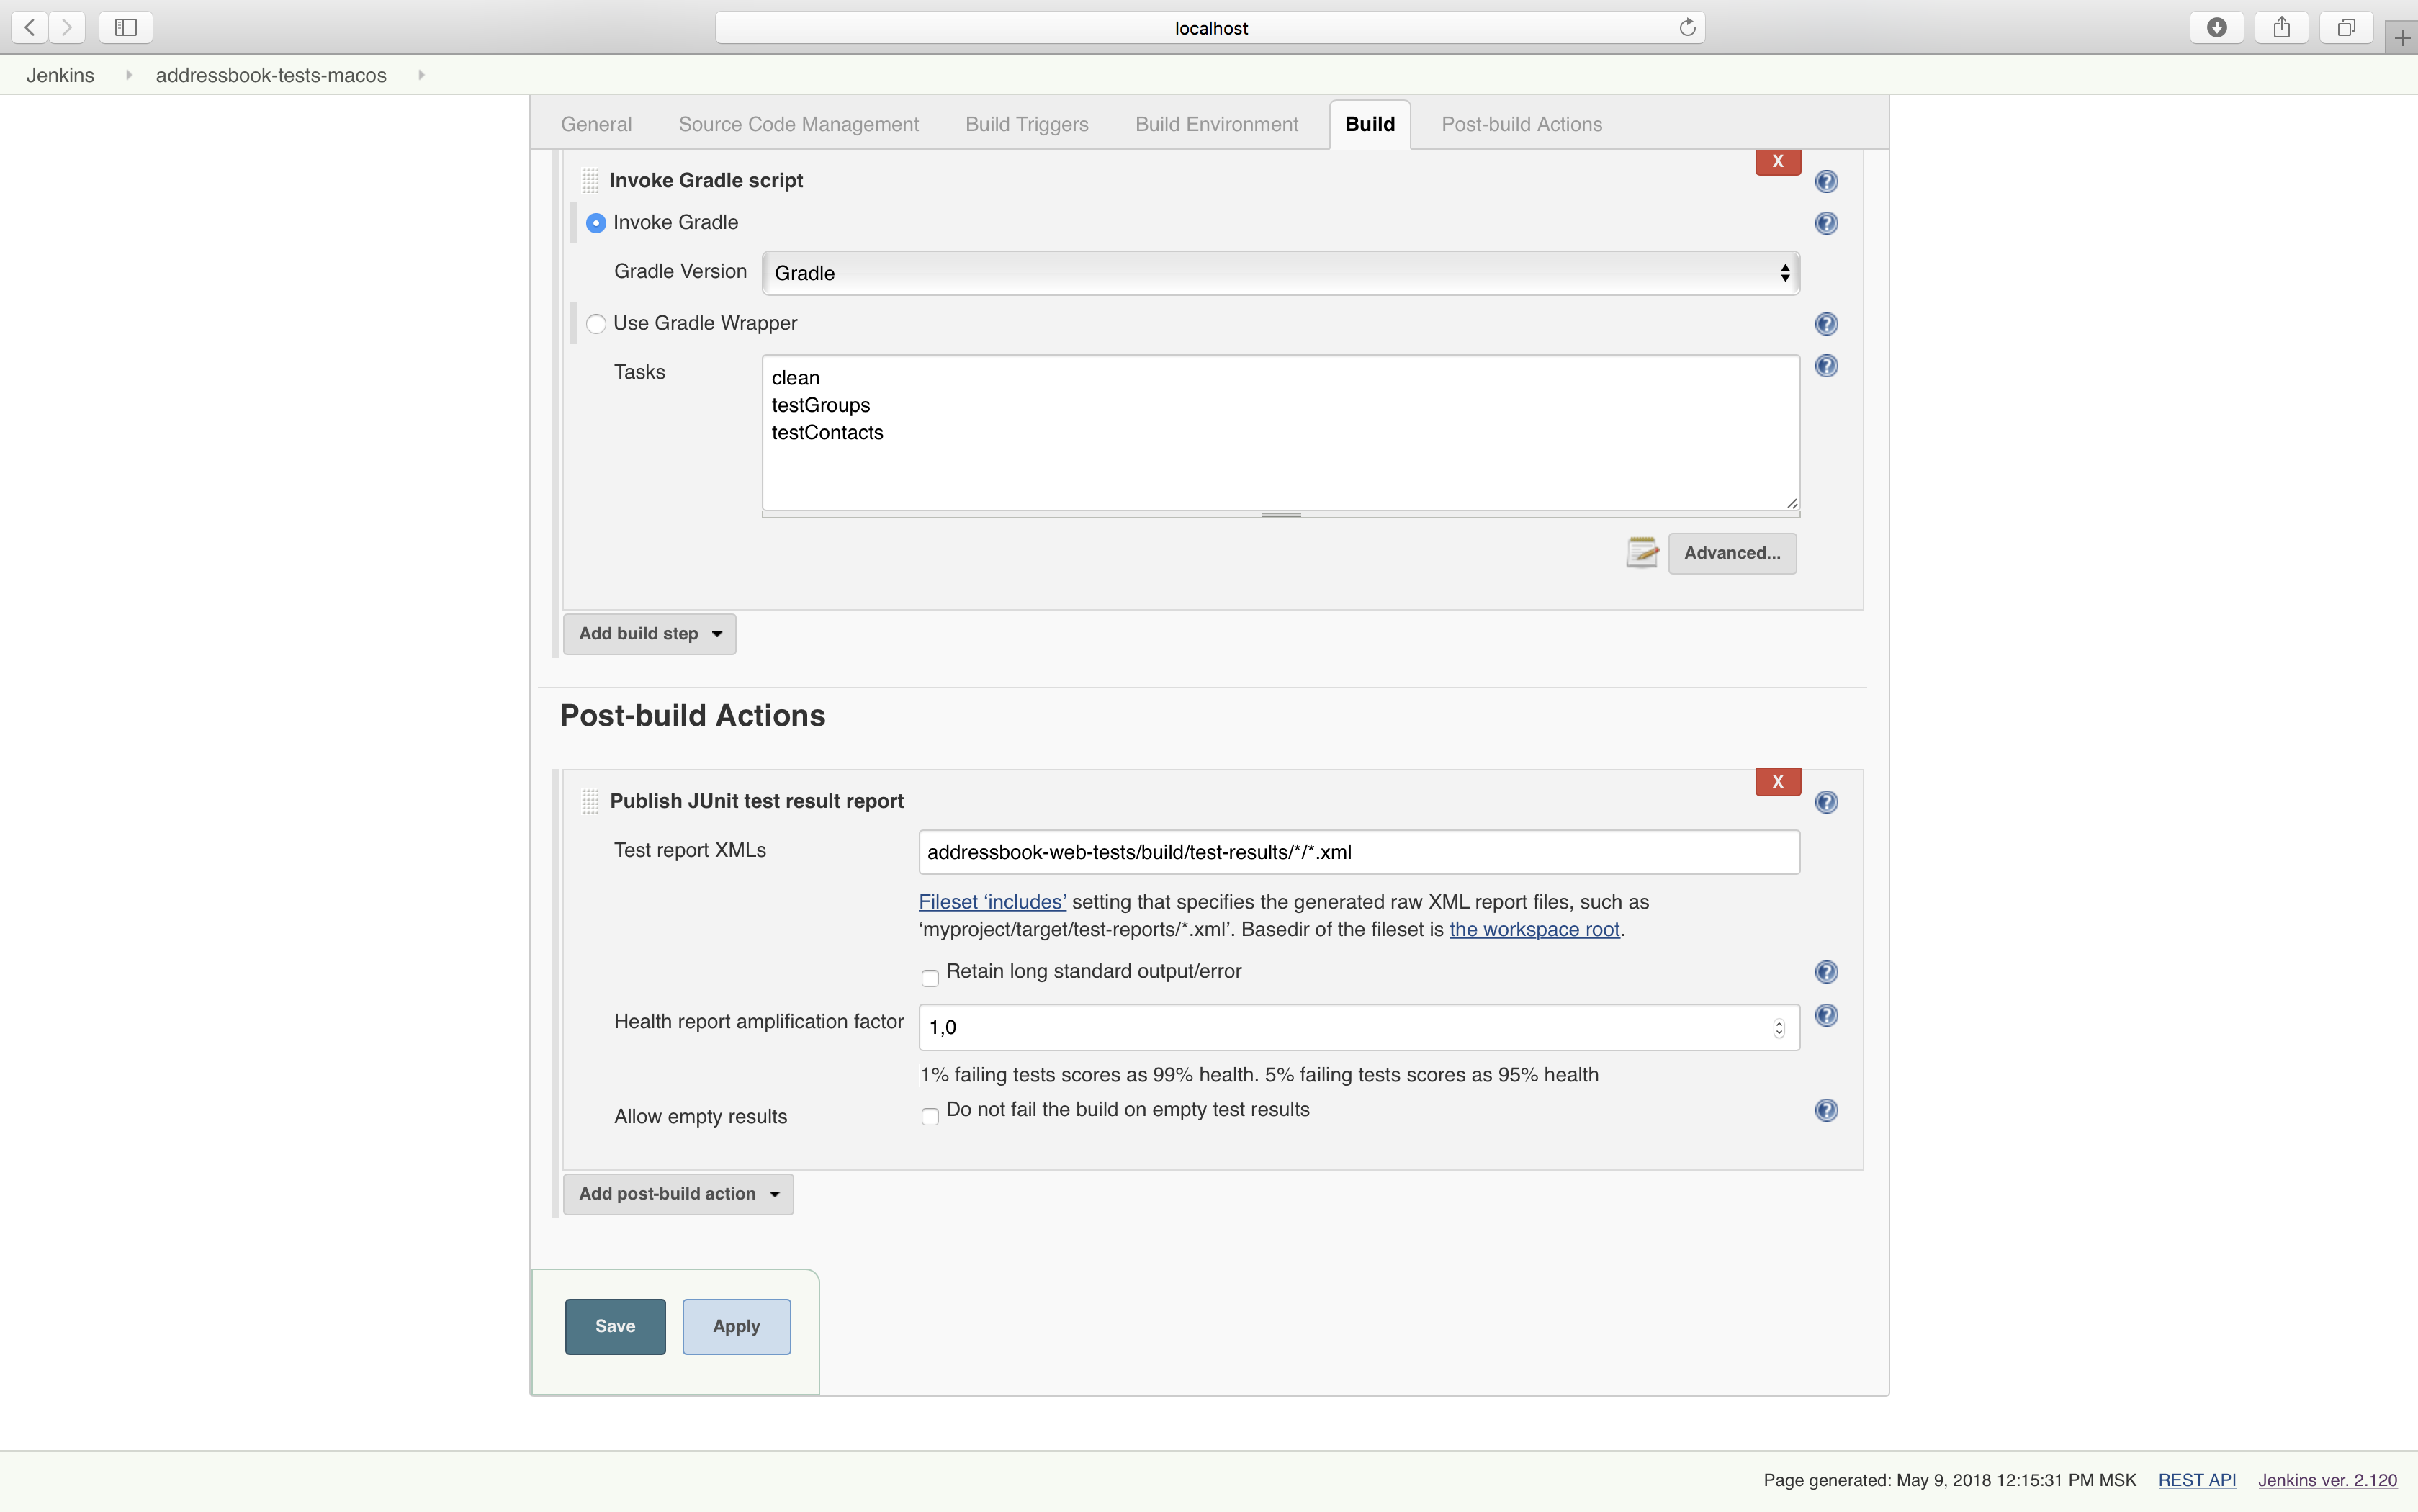 localhost
Jenkins addressbook-tests-macos
General Source Code Management Build Triggers Build Environment Build Post-build Actions
X
Invoke Gradle script
Invoke Gradle
Gradle Version Gradle
Use Gradle Wrapper
Tasks
clean
testGroups
testContacts
Advanced...
Add build step
Post-build Actions
X
Publish JUnit test result report
Test report XMLs addressbook-web-tests/build/test-results/*/*.xml
Fileset ‘includes’ setting that specifies the generated raw XML report files, such as
‘myproject/target/test-reports/*.xml’. Basedir of the fileset is the workspace root.
Retain long standard output/error
Health report amplification factor 1,0
1% failing tests scores as 99% health. 5% failing tests scores as 95% health
Allow empty results Do not fail the build on empty test results
Add post-build action
Save Apply
Page generated: May 9, 2018 12:15:31 PM MSK REST API Jenkins ver. 2.120